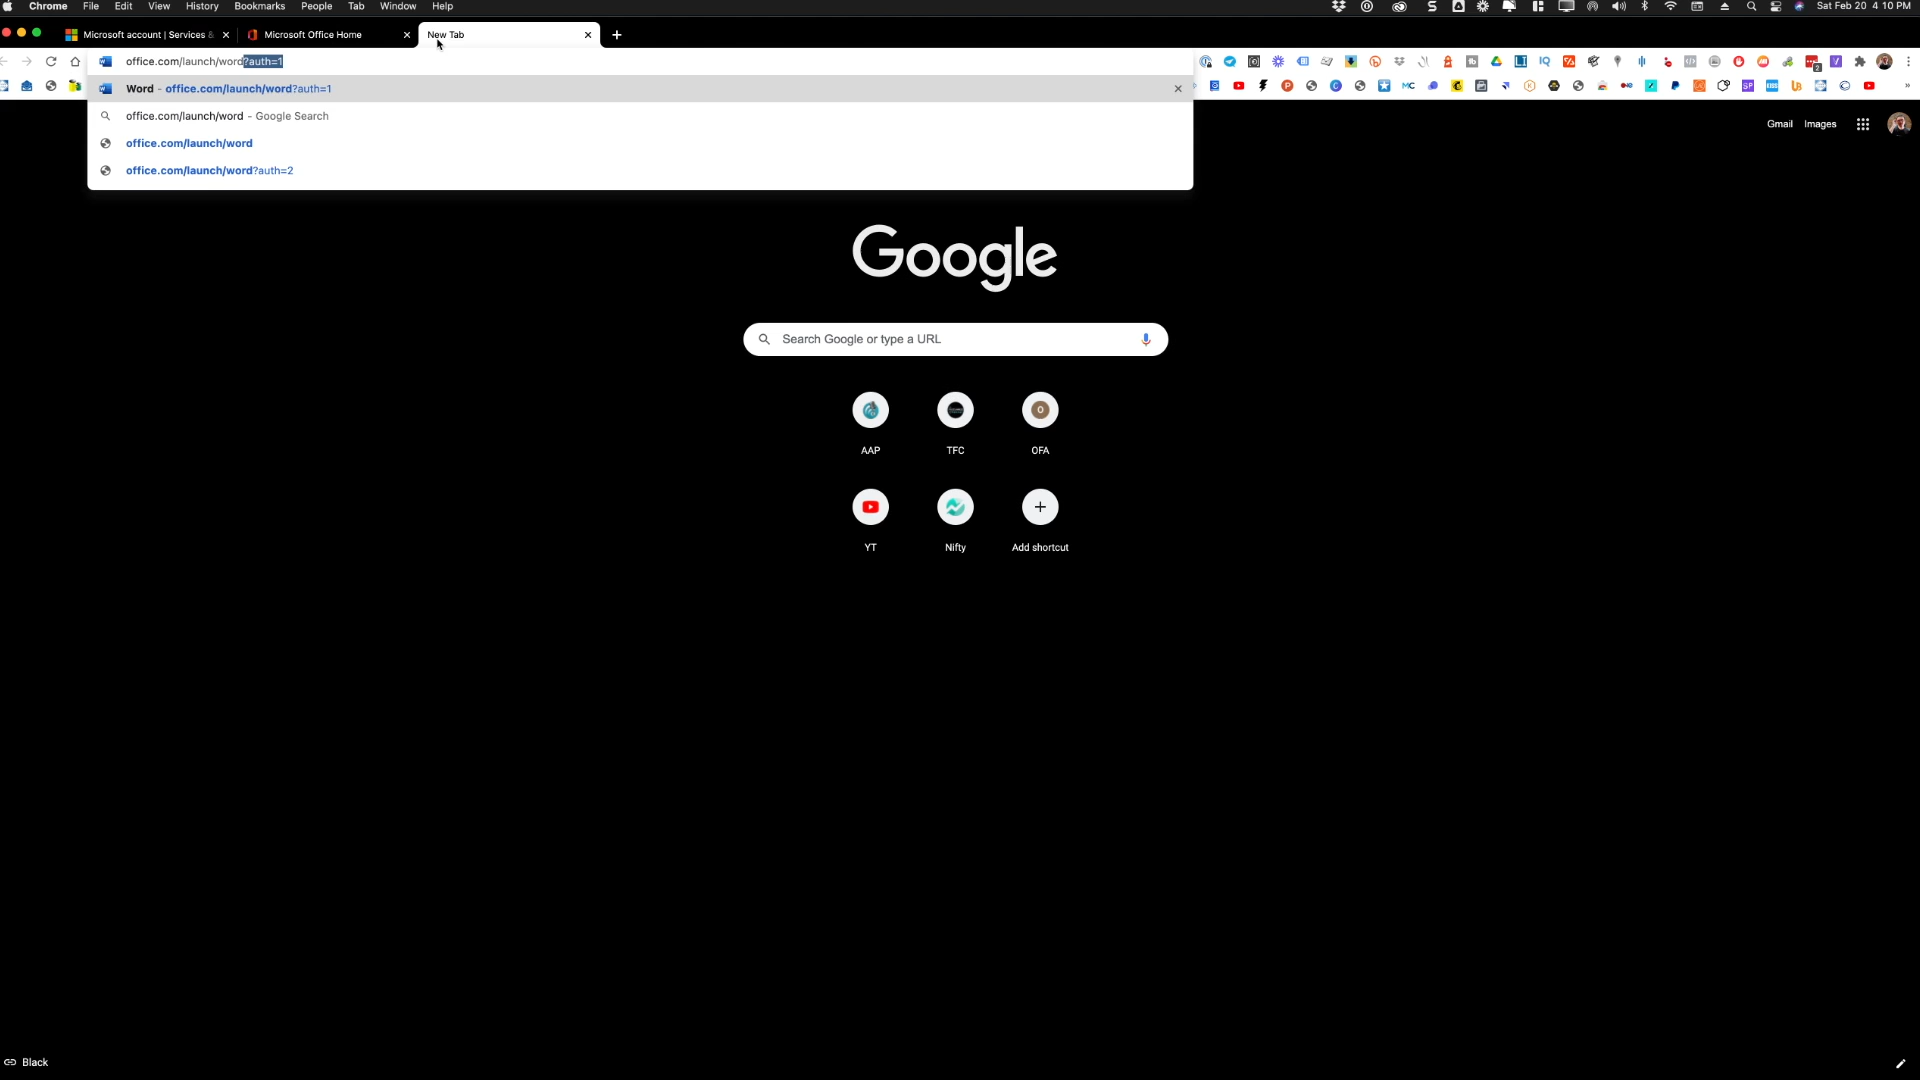 Chrome File Edit View History Bookmarks People Tab Window Help Sat Feb 20 4 10 PM
Microsoft account | Services & Microsoft Office Home New Tab
office.com/launch/word?auth=1
Word - office.com/launch/word?auth=1
office.com/launch/word - Google Search
office.com/launch/word
office.com/launch/word?auth=2
Gmail Images
Google
Search Google or type a URL
AAP TFC OFA
YT Nifty Add shortcut
Black